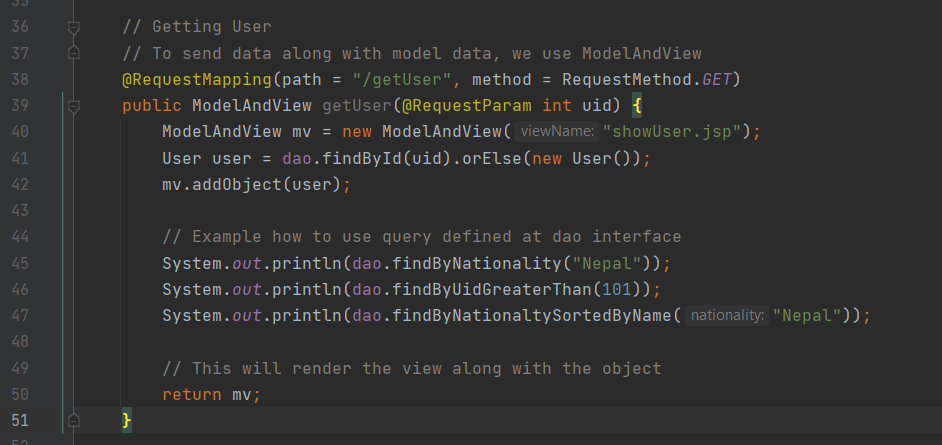 36 // Getting User
37 // To send data along with model data, we use ModelAndView
38 @RequestMapping(path = "/getUser", method = RequestMethod.GET)
39 public ModelAndView getUser(@RequestParam int uid) {
40 ModelAndView mv = new ModelAndView( viewName: "showUser.jsp");
41 User user = dao.findById(uid).orElse(new User());
42 mv.addObject(user);
43
44 // Example how to use query defined at dao interface
45 System.out.println(dao.findByNationality("Nepal"));
46 System.out.println(dao.findByUidGreaterThan(101));
47 System.out.println(dao.findByNationaltySortedByName( nationality: "Nepal"));
48
49 // This will render the view along with the object
50 return mv;
51 }